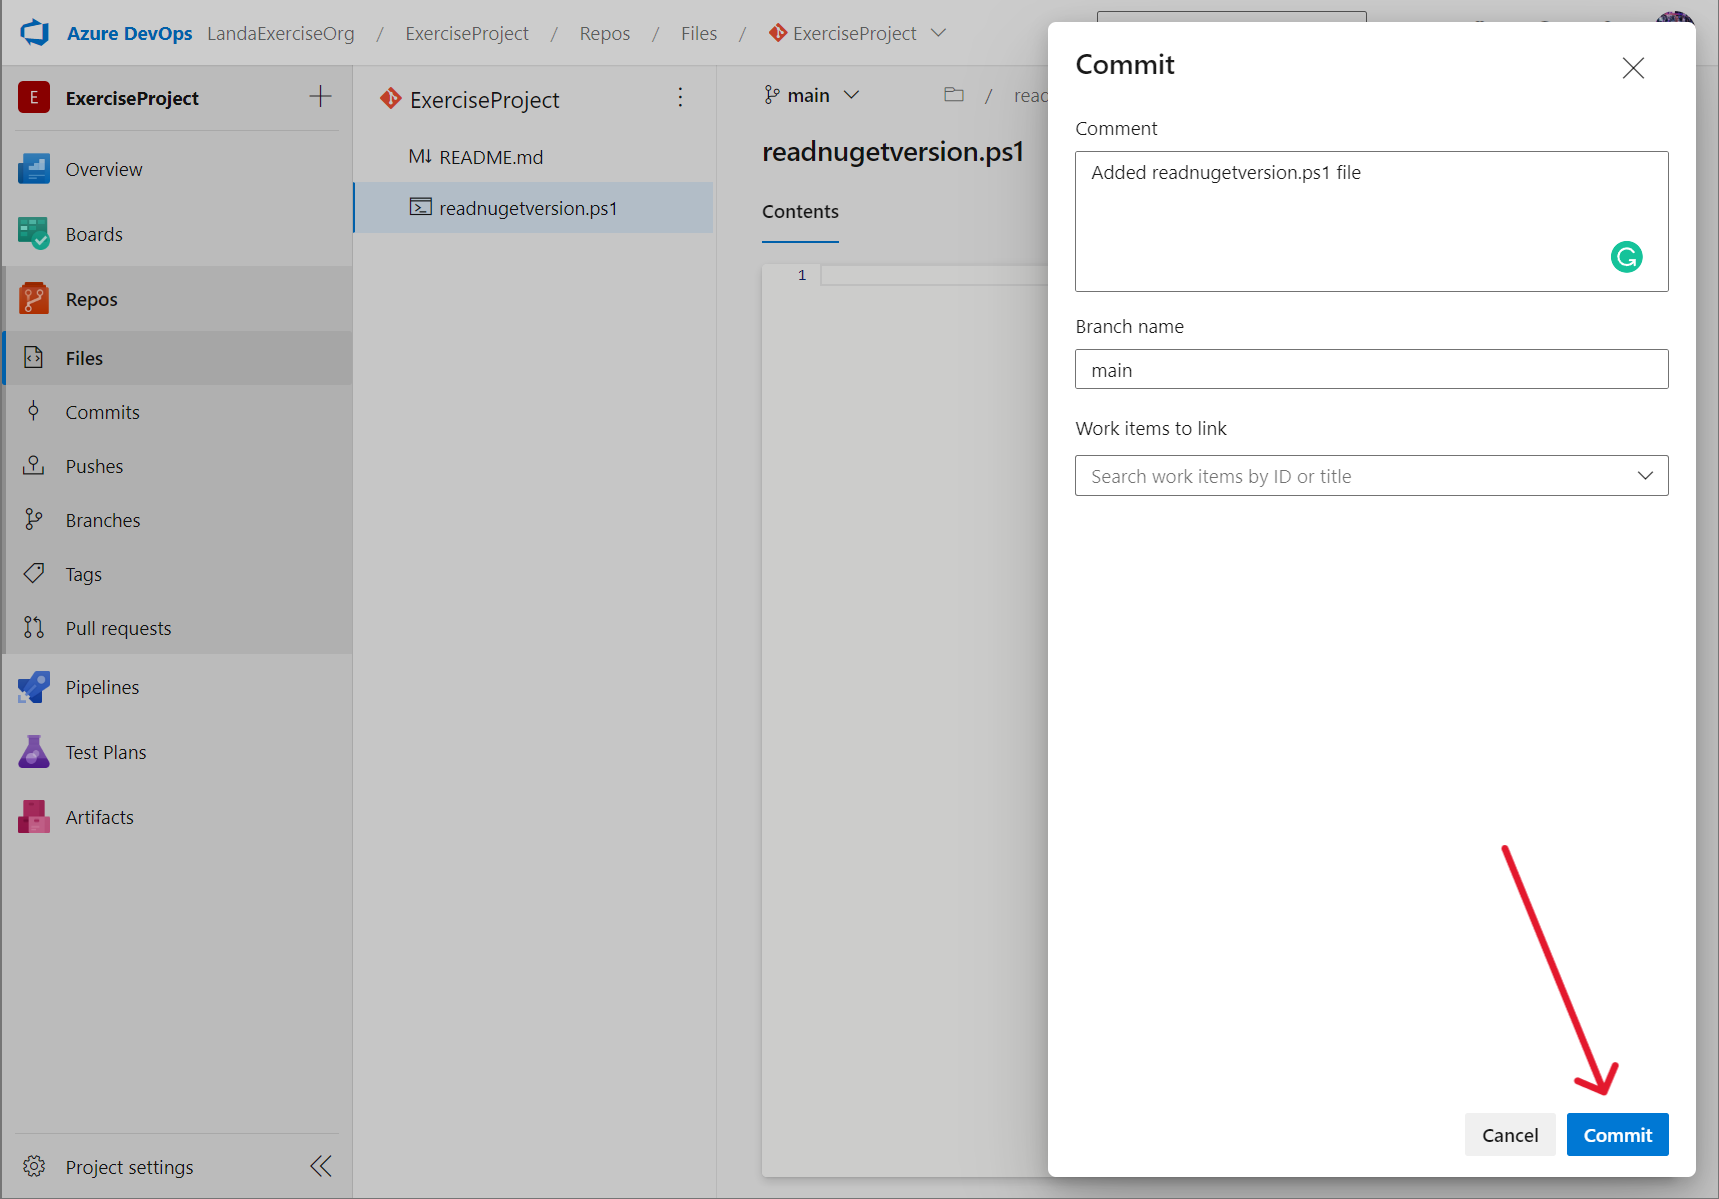 Azure DevOps LandaExerciseOrg / ExerciseProject / Repos / Files / ExerciseProject
E ExerciseProject
Overview
Boards
Repos
Files
Commits
Pushes
Branches
Tags
Pull requests
Pipelines
Test Plans
Artifacts
Project settings
ExerciseProject
M↓ README.md
readnugetversion.ps1
main / read
readnugetversion.ps1
Contents
1
Commit
Comment
Added readnugetversion.ps1 file
Branch name
main
Work items to link
Search work items by ID or title
Cancel Commit